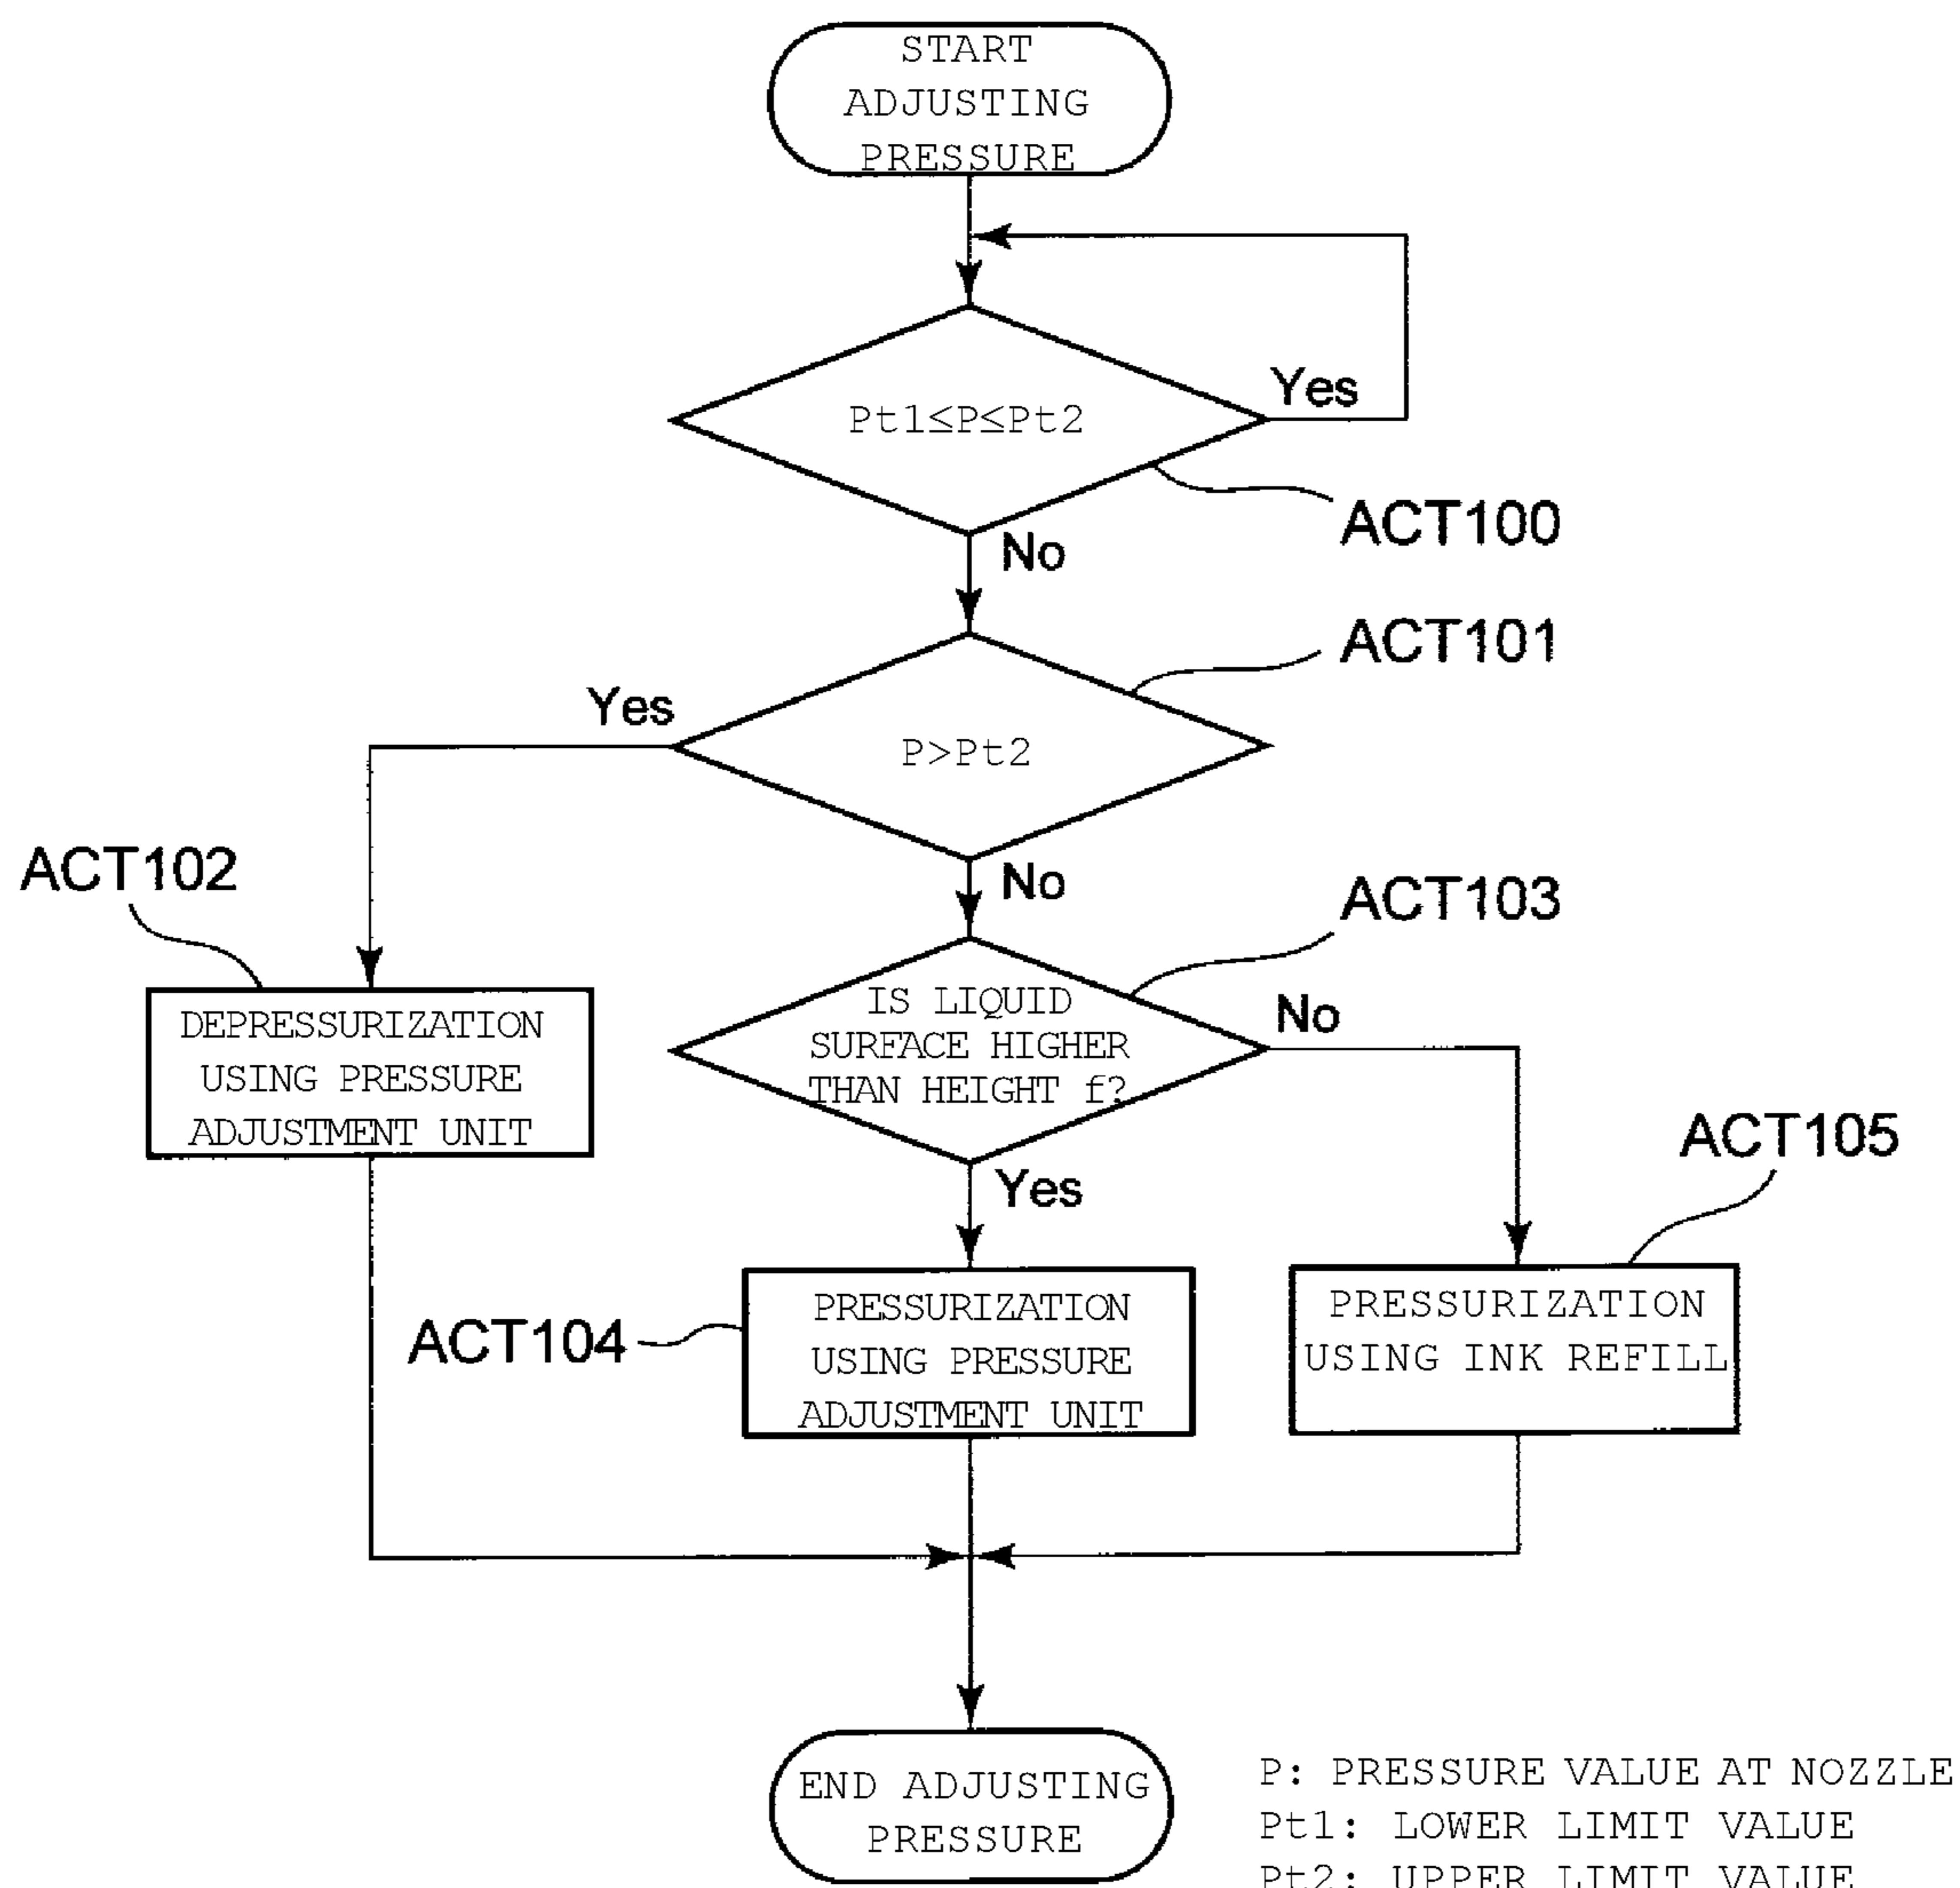 START
ADJUSTING
PRESSURE
Pt1≤P≤Pt2
Yes
ACT100
No
ACT101
Yes
P>Pt2
No
ACT102
ACT103
DEPRESSURIZATION
USING PRESSURE
ADJUSTMENT UNIT
IS LIQUID
SURFACE HIGHER
THAN HEIGHT f?
No
Yes
ACT105
ACT104
PRESSURIZATION
USING PRESSURE
ADJUSTMENT UNIT
PRESSURIZATION
USING INK REFILL
END ADJUSTING
PRESSURE
P: PRESSURE VALUE AT NOZZLE
Pt1: LOWER LIMIT VALUE
Pt2: UPPER LIMIT VALUE